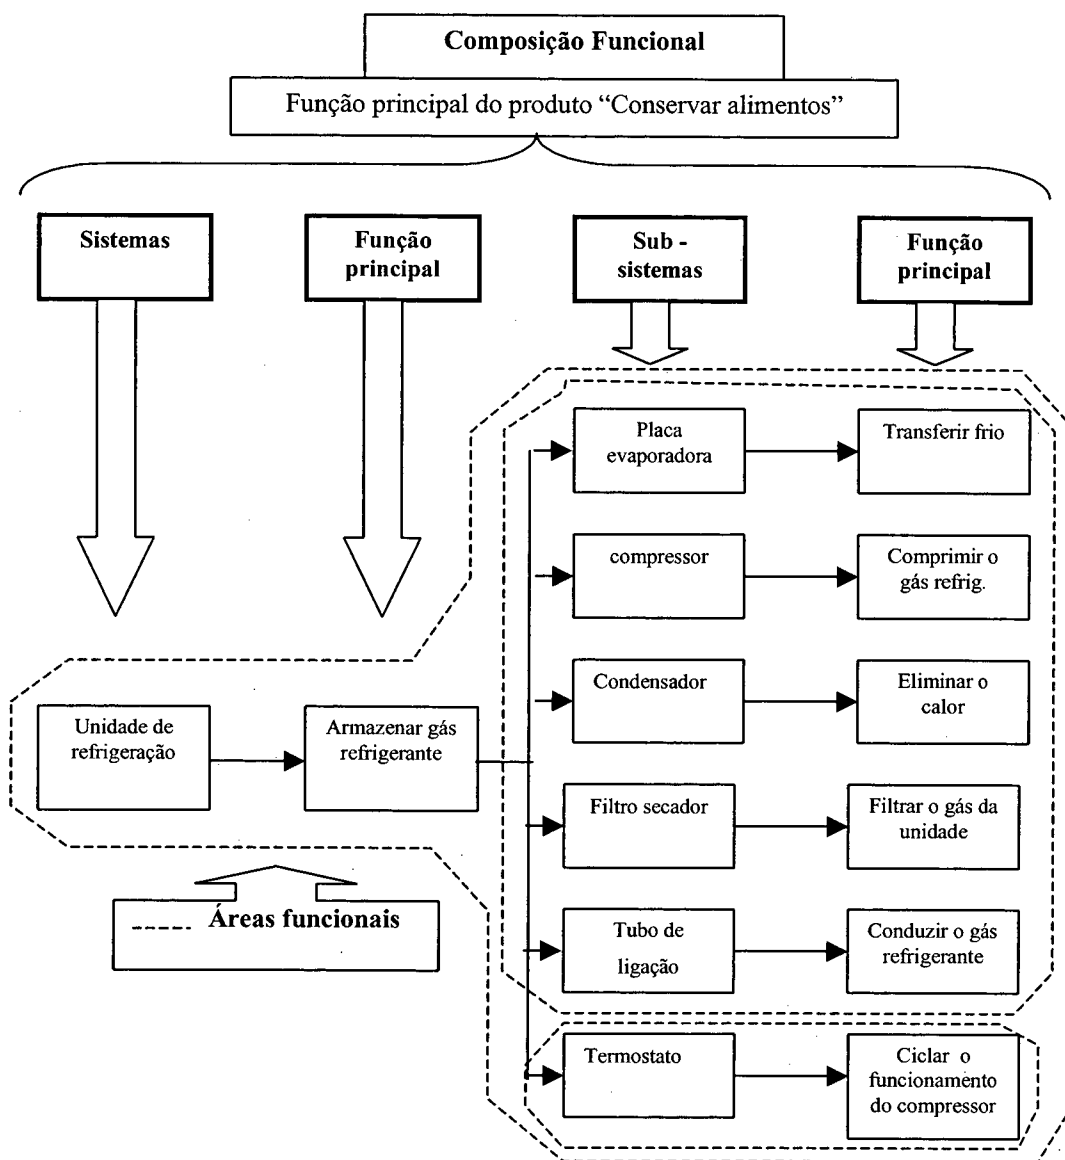 Composição Funcional
Função principal do produto “Conservar alimentos”
Sistemas
Função
principal
Sub -
sistemas
Função
principal
Placa
evaporadora
Transferir frio
compressor
Comprimir o
gás refrig.
Condensador
Eliminar o
calor
Unidade de
refrigeração
Armazenar gás
refrigerante
Filtro secador
Filtrar o gás da
unidade
Áreas funcionais
Tubo de
ligação
Conduzir o gás
refrigerante
Termostato
Ciclar o
funcionamento
do compressor